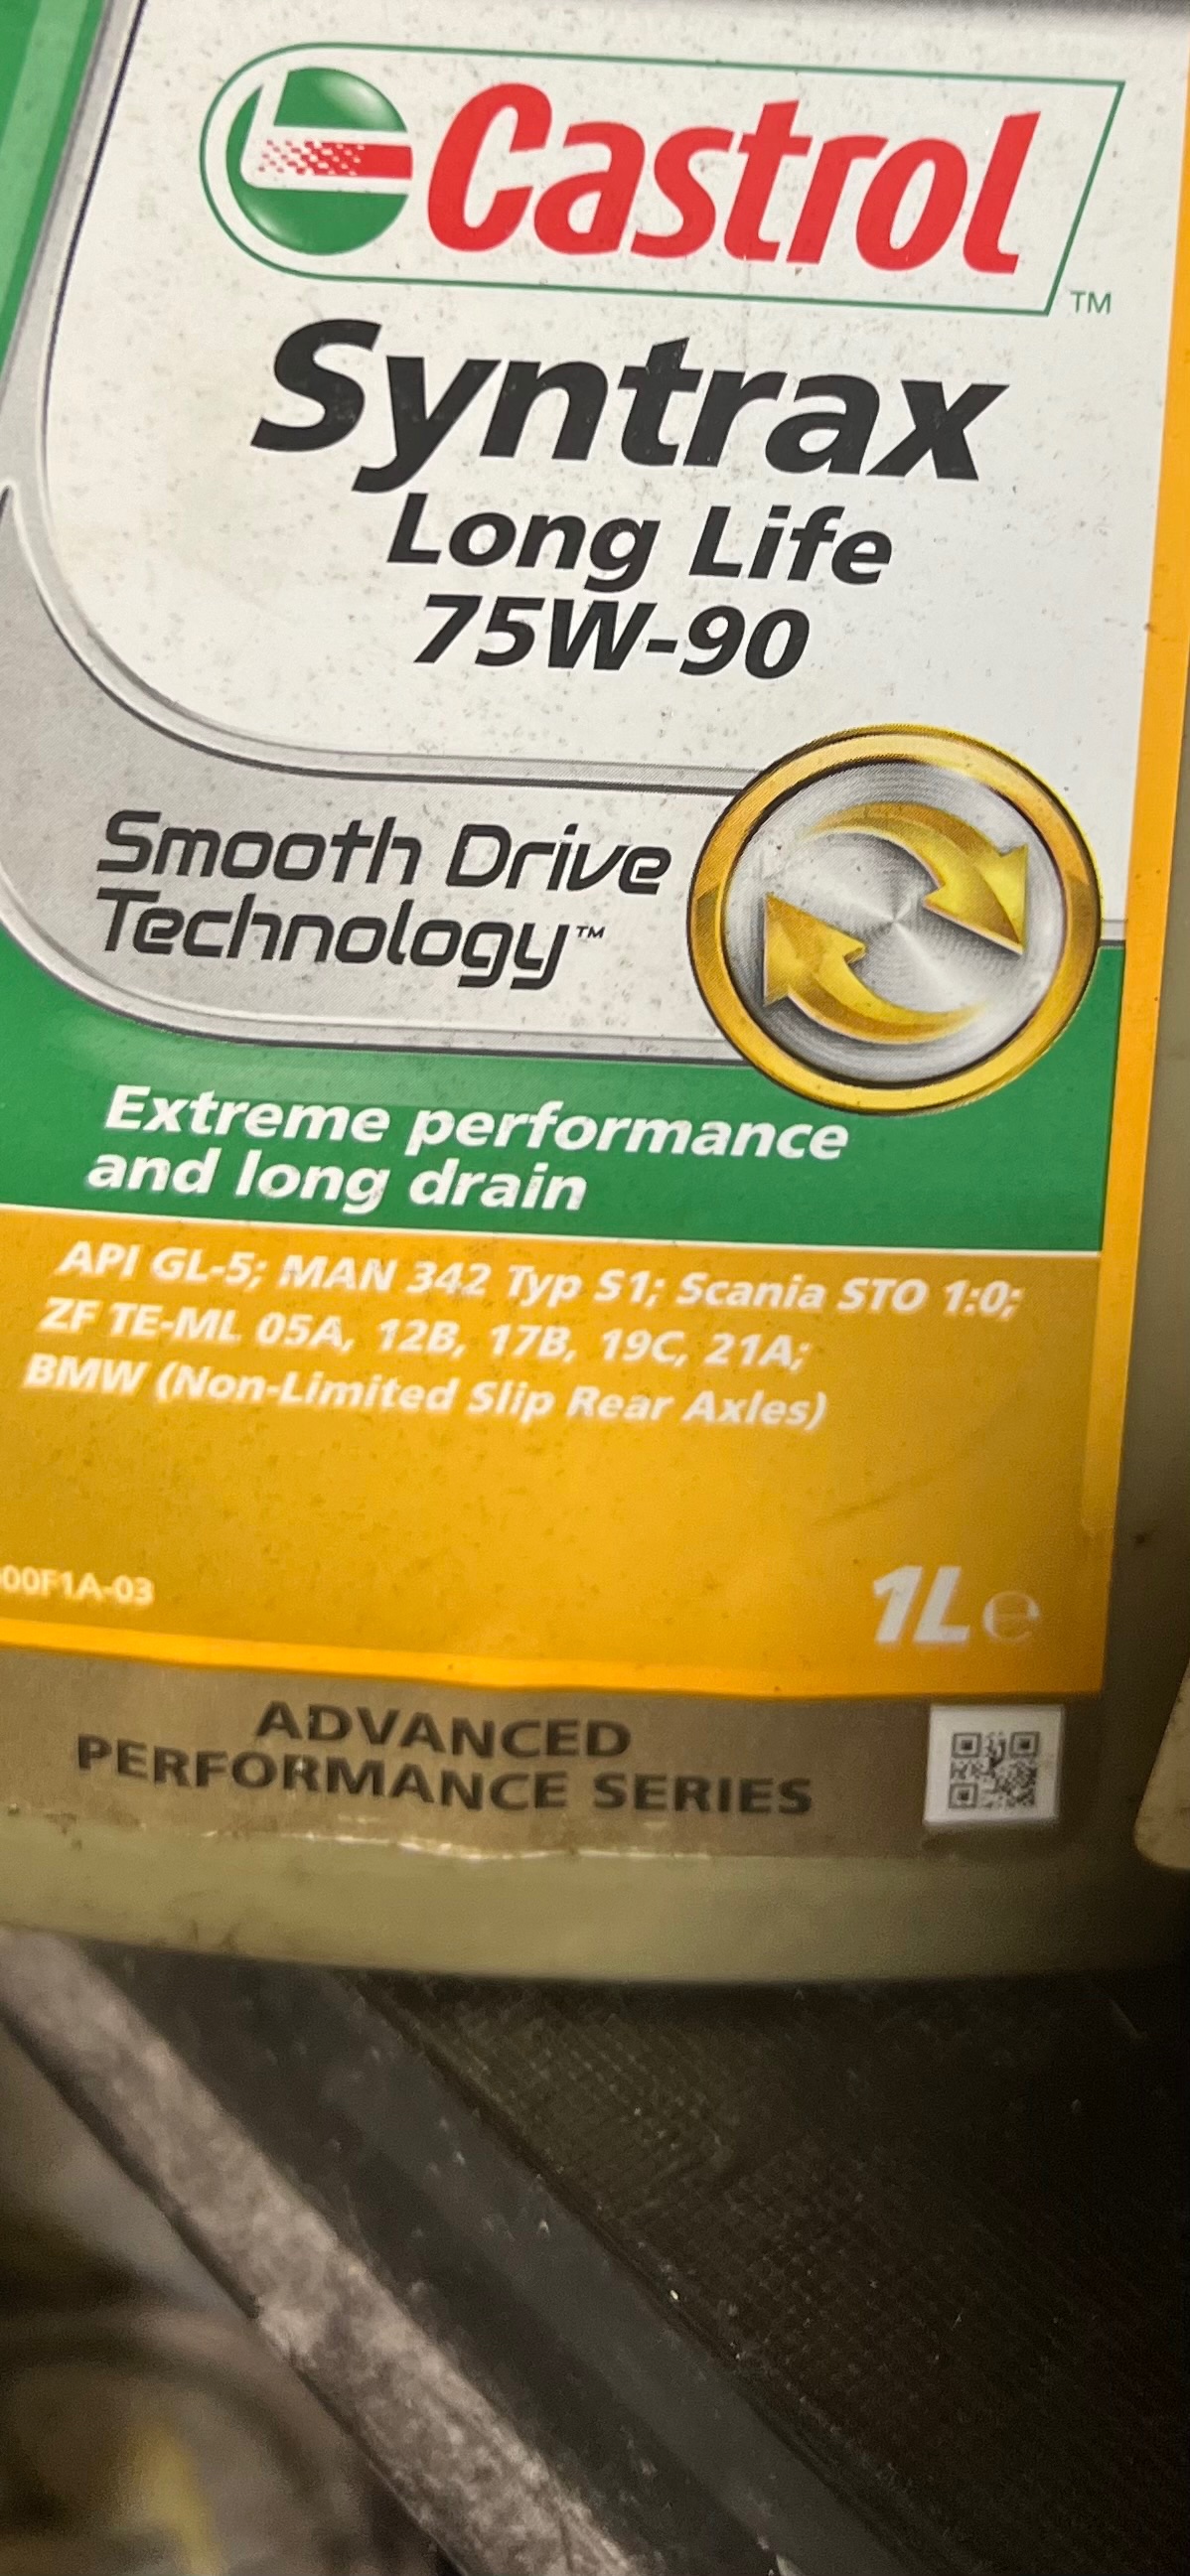 Castrol
TM
Syntrax
Long Life
75W-90
Smooth Drive
Technology™
Extreme performance
and long drain
API GL-5; MAN 342 Typ S1; Scania STO 1:0;
ZF TE-ML 05A, 12B, 17B, 19C, 21A;
BMW (Non-Limited Slip Rear Axles)
00F1A-03
1L e
ADVANCED
PERFORMANCE SERIES